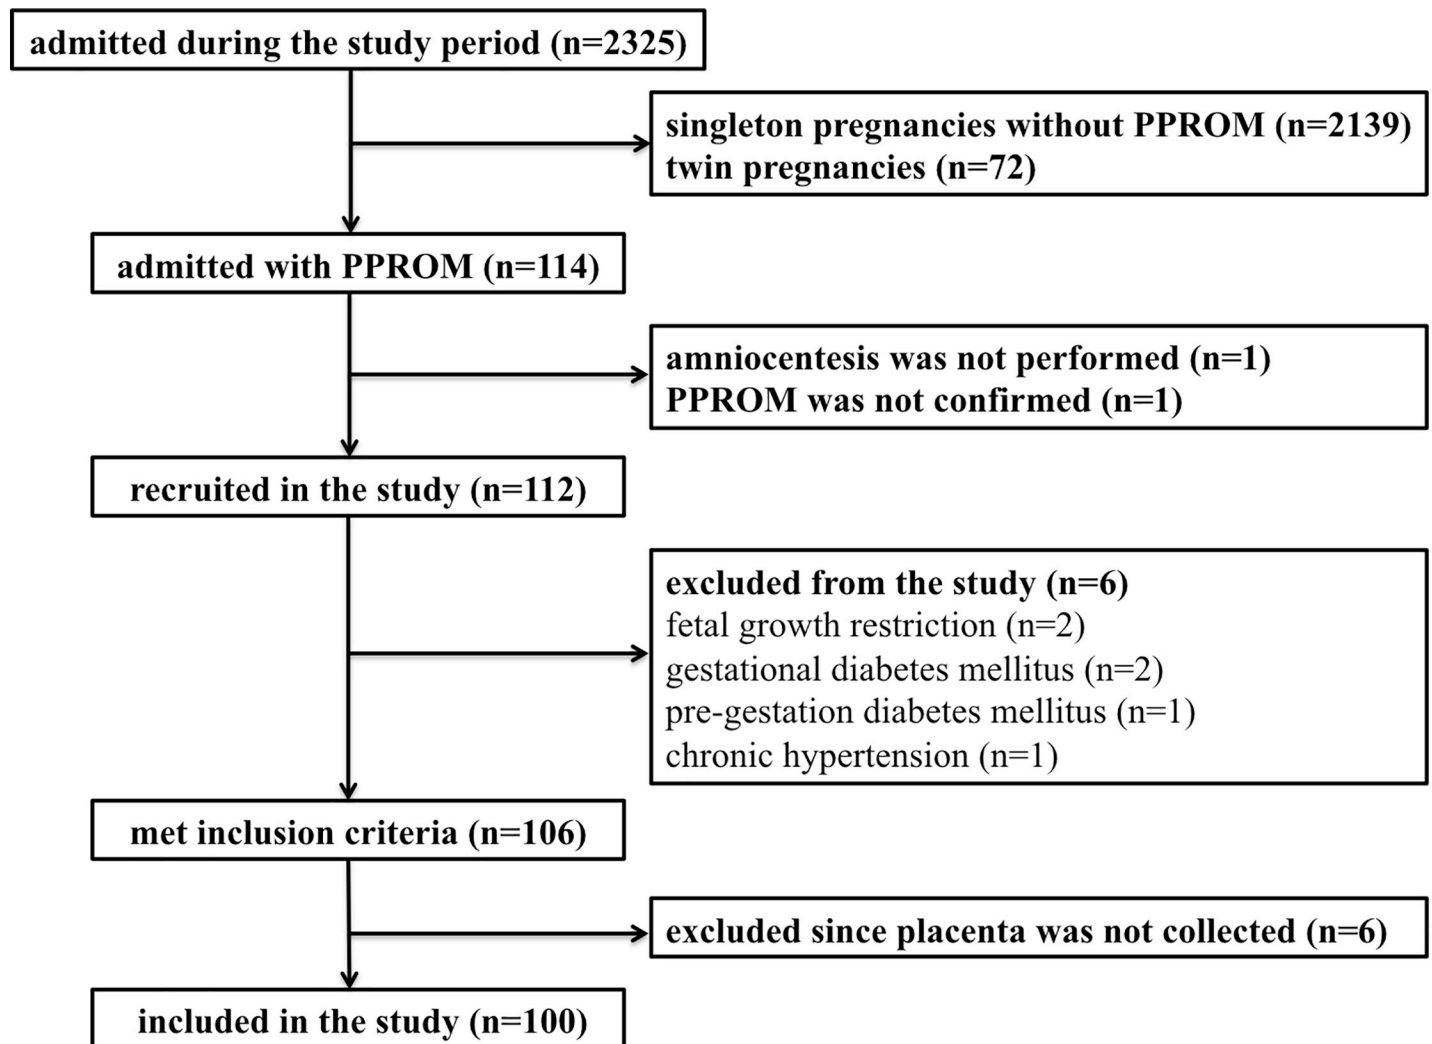 admitted during the study period (n=2325)
singleton pregnancies without PPROM (n=2139)
twin pregnancies (n=72)
admitted with PPROM (n=114)
amniocentesis was not performed (n=1)
PPROM was not confirmed (n=1)
recruited in the study (n=112)
excluded from the study (n=6)
fetal growth restriction (n=2)
gestational diabetes mellitus (n=2)
pre-gestation diabetes mellitus (n=1)
chronic hypertension (n=1)
met inclusion criteria (n=106)
excluded since placenta was not collected (n=6)
included in the study (n=100)